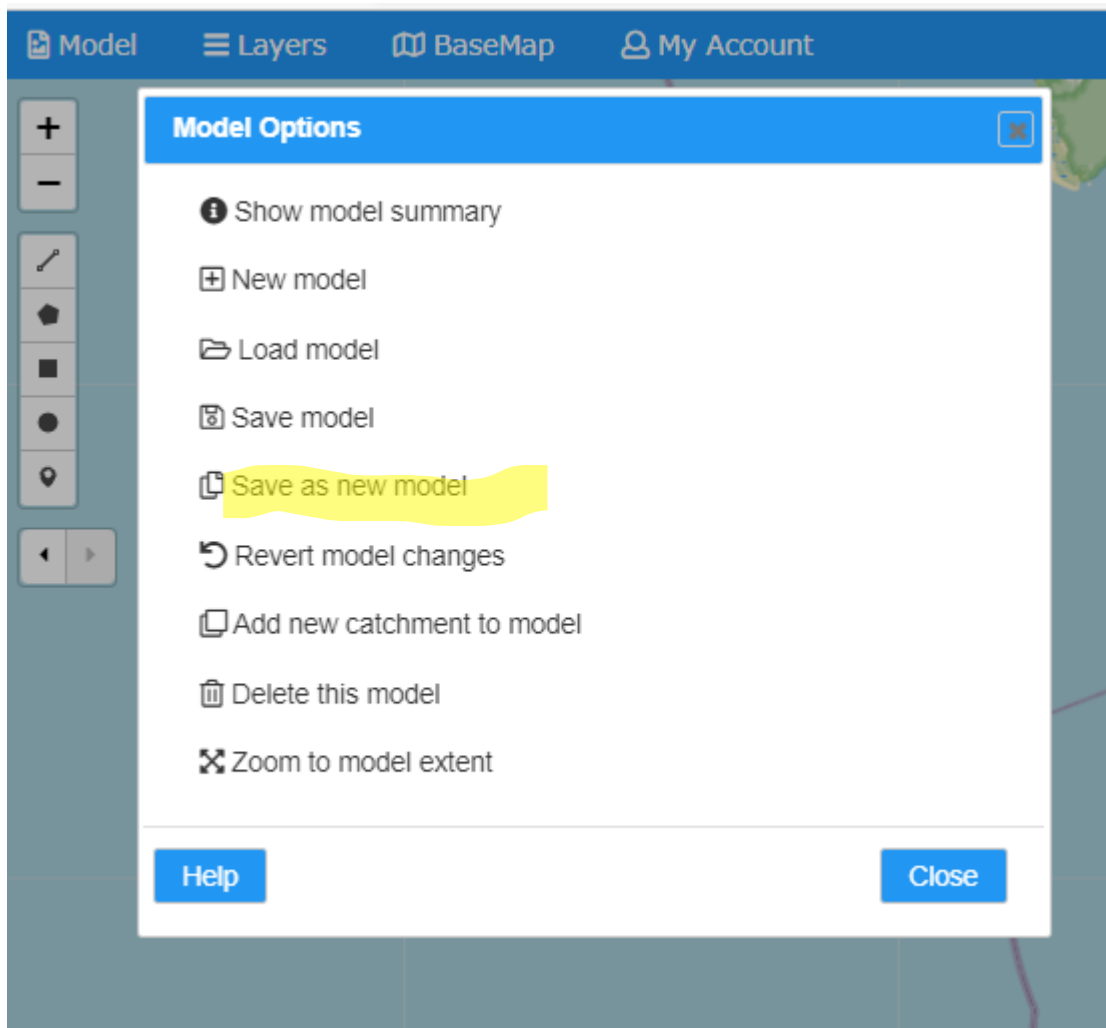 Model Layers BaseMap My Account
Model Options
Show model summary
New model
Load model
Save model
Save as new model
Revert model changes
Add new catchment to model
Delete this model
Zoom to model extent
Help Close